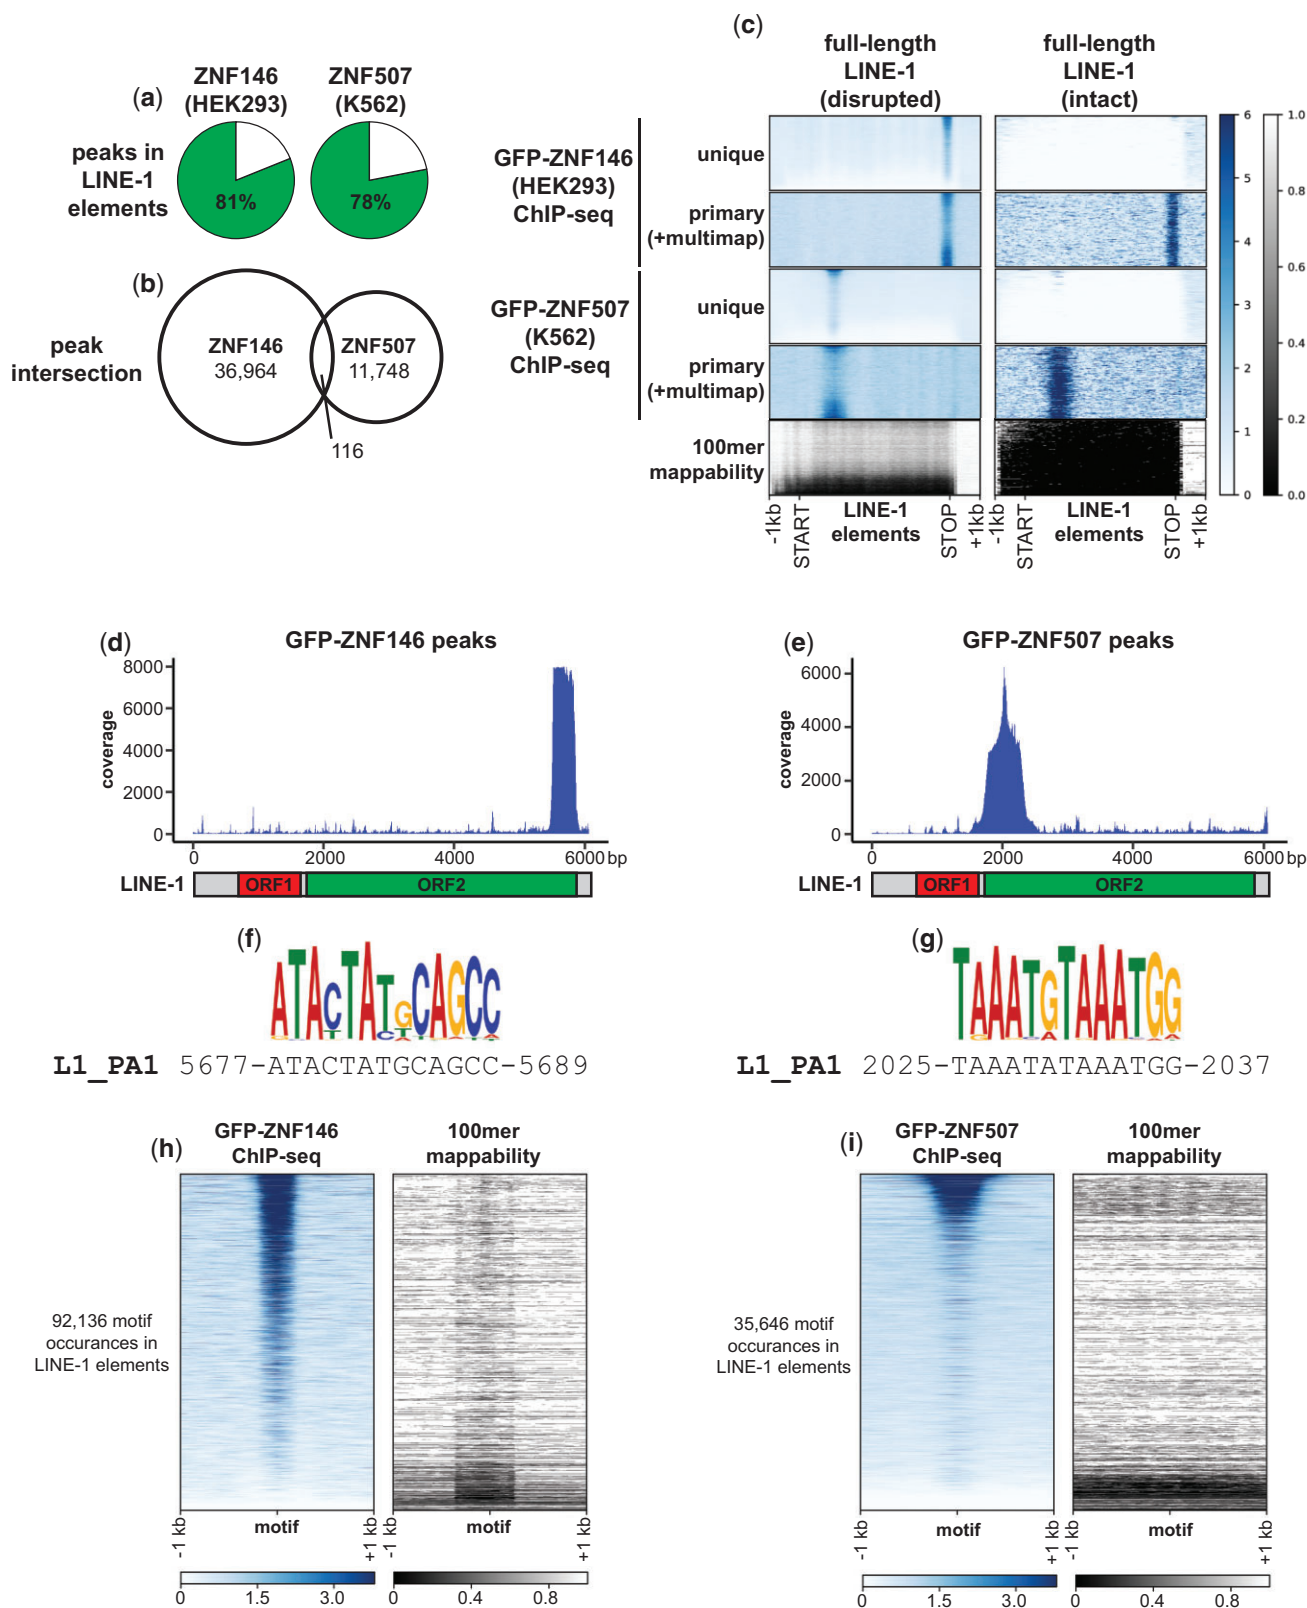 (a)
ZNF146
(HEK293)
ZNF507
(K562)
peaks in
LINE-1
elements
81%
78%
(b)
peak
intersection
ZNF146
36,964
ZNF507
11,748
116
(c)
full-length
LINE-1
(disrupted)
full-length
LINE-1
(intact)
GFP-ZNF146
(HEK293)
ChIP-seq
unique
primary
(+multimap)
GFP-ZNF507
(K562)
ChIP-seq
unique
primary
(+multimap)
100mer
mappability
-1kb
START
LINE-1
elements
STOP
+1kb
-1kb
START
LINE-1
elements
STOP
+1kb
6
5
4
3
2
1
0
1.0
0.8
0.6
0.4
0.2
0.0
(d)
GFP-ZNF146 peaks
coverage
8000
6000
4000
2000
0
0 2000 4000 6000 bp
LINE-1
ORF1
ORF2
(e)
GFP-ZNF507 peaks
coverage
6000
4000
2000
0
0 2000 4000 6000 bp
LINE-1
ORF1
ORF2
(f)
ATACTATGCAGCC
L1_PA1 5677-ATACTATGCAGCC-5689
(g)
TAAATGTAAATGG
L1_PA1 2025-TAAATATAAATGG-2037
(h)
GFP-ZNF146
ChIP-seq
100mer
mappability
92,136 motif
occurances in
LINE-1 elements
-1 kb
motif
+1 kb
-1 kb
motif
+1 kb
0 1.5 3.0
0 0.4 0.8
(i)
GFP-ZNF507
ChIP-seq
100mer
mappability
35,646 motif
occurances in
LINE-1 elements
-1 kb
motif
+1 kb
-1 kb
motif
+1 kb
0 1.5 3.0
0 0.4 0.8